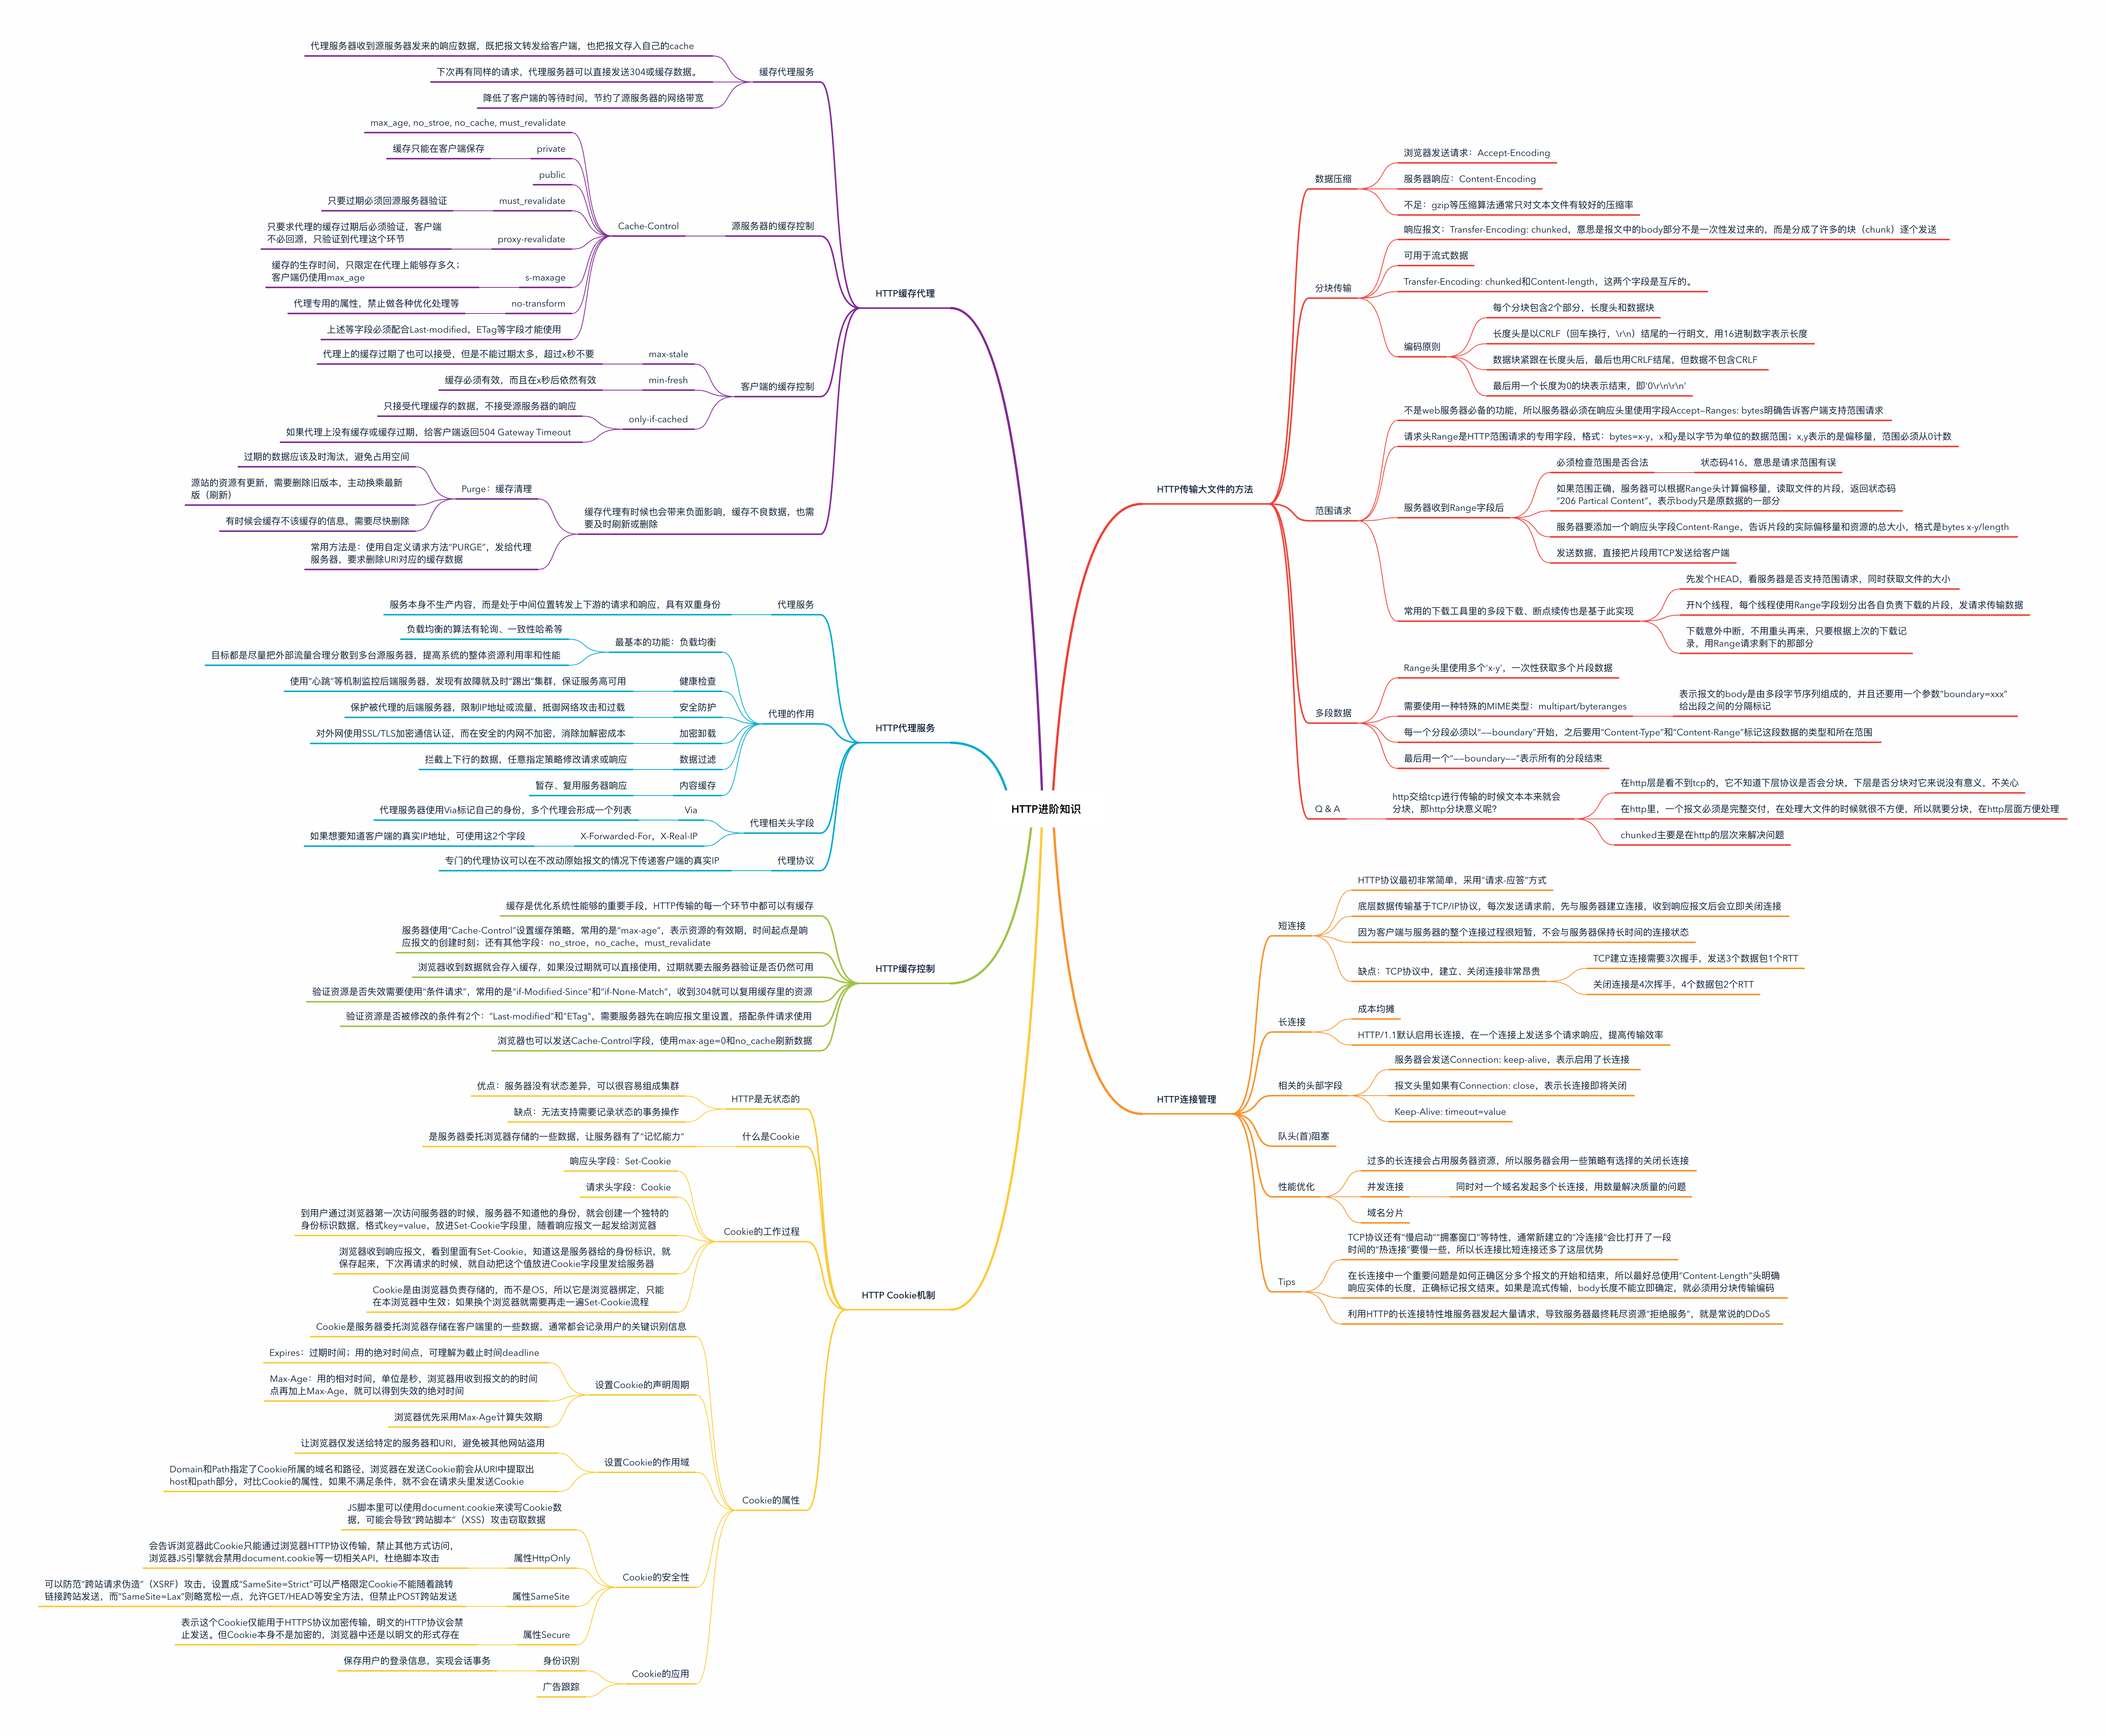 HTTP进阶知识
HTTP传输大文件的方法
数据压缩
浏览器发送请求：Accept-Encoding
服务器响应：Content-Encoding
不足：gzip等压缩算法通常只对文本文件有较好的压缩率
分块传输
响应报文：Transfer-Encoding: chunked，意思是报文中的body部分不是一次性发过来的，而是分成了许多的块（chunk）逐个发送
可用于流式数据
Transfer-Encoding: chunked和Content-length，这两个字段是互斥的。
编码原则
每个分块包含2个部分，长度头和数据块
长度头是以CRLF（回车换行，\r\n）结尾的一行明文，用16进制数字表示长度
数据块紧跟在长度头后，最后也用CRLF结尾，但数据不包含CRLF
最后用一个长度为0的块表示结束，即'0\r\n\r\n'
范围请求
不是web服务器必备的功能，所以服务器必须在响应头里使用字段Accept—Ranges: bytes明确告诉客户端支持范围请求
请求头Range是HTTP范围请求的专用字段，格式：bytes=x-y，x和y是以字节为单位的数据范围；x,y表示的是偏移量，范围必须从0计数
服务器收到Range字段后
必须检查范围是否合法
状态码416，意思是请求范围有误
如果范围正确，服务器可以根据Range头计算偏移量，读取文件的片段，返回状态码
“206 Partical Content”，表示body只是原数据的一部分
服务器要添加一个响应头字段Content-Range，告诉片段的实际偏移量和资源的总大小，格式是bytes x-y/length
发送数据，直接把片段用TCP发送给客户端
常用的下载工具里的多段下载、断点续传也是基于此实现
先发个HEAD，看服务器是否支持范围请求，同时获取文件的大小
开N个线程，每个线程使用Range字段划分出各自负责下载的片段，发请求传输数据
下载意外中断，不用重头再来，只要根据上次的下载记
录，用Range请求剩下的那部分
多段数据
Range头里使用多个'x-y'，一次性获取多个片段数据
需要使用一种特殊的MIME类型：multipart/byteranges
表示报文的body是由多段字节序列组成的，并且还要用一个参数“boundary=xxx”
给出段之间的分隔标记
每一个分段必须以“——boundary”开始，之后要用“Content-Type”和“Content-Range”标记这段数据的类型和所在范围
最后用一个“——boundary——”表示所有的分段结束
Q & A
http交给tcp进行传输的时候文本本来就会
分块，那http分块意义呢？
在http层是看不到tcp的，它不知道下层协议是否会分块，下层是否分块对它来说没有意义，不关心
在http里，一个报文必须是完整交付，在处理大文件的时候就很不方便，所以就要分块，在http层面方便处理
chunked主要是在http的层次来解决问题
HTTP连接管理
短连接
HTTP协议最初非常简单，采用“请求-应答”方式
底层数据传输基于TCP/IP协议，每次发送请求前，先与服务器建立连接，收到响应报文后会立即关闭连接
因为客户端与服务器的整个连接过程很短暂，不会与服务器保持长时间的连接状态
缺点：TCP协议中，建立、关闭连接非常昂贵
TCP建立连接需要3次握手，发送3个数据包1个RTT
关闭连接是4次挥手，4个数据包2个RTT
长连接
成本均摊
HTTP/1.1默认启用长连接，在一个连接上发送多个请求响应，提高传输效率
相关的头部字段
服务器会发送Connection: keep-alive，表示启用了长连接
报文头里如果有Connection: close，表示长连接即将关闭
Keep-Alive: timeout=value
队头(首)阻塞
性能优化
过多的长连接会占用服务器资源，所以服务器会用一些策略有选择的关闭长连接
并发连接
同时对一个域名发起多个长连接，用数量解决质量的问题
域名分片
Tips
TCP协议还有“慢启动”“拥塞窗口”等特性，通常新建立的“冷连接”会比打开了一段
时间的“热连接”要慢一些，所以长连接比短连接还多了这层优势
在长连接中一个重要问题是如何正确区分多个报文的开始和结束，所以最好总使用“Content-Length”头明确
响应实体的长度，正确标记报文结束。如果是流式传输，body长度不能立即确定，就必须用分块传输编码
利用HTTP的长连接特性堆服务器发起大量请求，导致服务器最终耗尽资源“拒绝服务”，就是常说的DDoS
HTTP缓存代理
缓存代理服务
代理服务器收到源服务器发来的响应数据，既把报文转发给客户端，也把报文存入自己的cache
下次再有同样的请求，代理服务器可以直接发送304或缓存数据。
降低了客户端的等待时间，节约了源服务器的网络带宽
源服务器的缓存控制
Cache-Control
max_age, no_stroe, no_cache, must_revalidate
private
缓存只能在客户端保存
public
must_revalidate
只要过期必须回源服务器验证
proxy-revalidate
只要求代理的缓存过期后必须验证，客户端
不必回源，只验证到代理这个环节
s-maxage
缓存的生存时间，只限定在代理上能够存多久；
客户端仍使用max_age
no-transform
代理专用的属性，禁止做各种优化处理等
上述等字段必须配合Last-modified，ETag等字段才能使用
客户端的缓存控制
max-stale
代理上的缓存过期了也可以接受，但是不能过期太多，超过x秒不要
min-fresh
缓存必须有效，而且在x秒后依然有效
only-if-cached
只接受代理缓存的数据，不接受源服务器的响应
如果代理上没有缓存或缓存过期，给客户端返回504 Gateway Timeout
缓存代理有时候也会带来负面影响，缓存不良数据，也需
要及时刷新或删除
Purge：缓存清理
过期的数据应该及时淘汰，避免占用空间
源站的资源有更新，需要删除旧版本，主动换乘最新
版（刷新）
有时候会缓存不该缓存的信息，需要尽快删除
常用方法是：使用自定义请求方法“PURGE”，发给代理
服务器，要求删除URI对应的缓存数据
HTTP代理服务
代理服务
服务本身不生产内容，而是处于中间位置转发上下游的请求和响应，具有双重身份
代理的作用
最基本的功能：负载均衡
负载均衡的算法有轮询、一致性哈希等
目标都是尽量把外部流量合理分散到多台源服务器，提高系统的整体资源利用率和性能
健康检查
使用“心跳”等机制监控后端服务器，发现有故障就及时“踢出”集群，保证服务高可用
安全防护
保护被代理的后端服务器，限制IP地址或流量，抵御网络攻击和过载
加密卸载
对外网使用SSL/TLS加密通信认证，而在安全的内网不加密，消除加解密成本
数据过滤
拦截上下行的数据，任意指定策略修改请求或响应
内容缓存
暂存、复用服务器响应
代理相关头字段
Via
代理服务器使用Via标记自己的身份，多个代理会形成一个列表
X-Forwarded-For，X-Real-IP
如果想要知道客户端的真实IP地址，可使用这2个字段
代理协议
专门的代理协议可以在不改动原始报文的情况下传递客户端的真实IP
HTTP缓存控制
缓存是优化系统性能够的重要手段，HTTP传输的每一个环节中都可以有缓存
服务器使用“Cache-Control”设置缓存策略，常用的是“max-age”，表示资源的有效期，时间起点是响
应报文的创建时刻；还有其他字段：no_stroe，no_cache，must_revalidate
浏览器收到数据就会存入缓存，如果没过期就可以直接使用，过期就要去服务器验证是否仍然可用
验证资源是否失效需要使用“条件请求”，常用的是“if-Modified-Since"和“if-None-Match”，收到304就可以复用缓存里的资源
验证资源是否被修改的条件有2个：“Last-modified”和“ETag”，需要服务器先在响应报文里设置，搭配条件请求使用
浏览器也可以发送Cache-Control字段，使用max-age=0和no_cache刷新数据
HTTP Cookie机制
HTTP是无状态的
优点：服务器没有状态差异，可以很容易组成集群
缺点：无法支持需要记录状态的事务操作
什么是Cookie
是服务器委托浏览器存储的一些数据，让服务器有了“记忆能力”
Cookie的工作过程
响应头字段：Set-Cookie
请求头字段：Cookie
到用户通过浏览器第一次访问服务器的时候，服务器不知道他的身份，就会创建一个独特的
身份标识数据，格式key=value，放进Set-Cookie字段里，随着响应报文一起发给浏览器
浏览器收到响应报文，看到里面有Set-Cookie，知道这是服务器给的身份标识，就
保存起来，下次再请求的时候，就自动把这个值放进Cookie字段里发给服务器
Cookie是由浏览器负责存储的，而不是OS，所以它是浏览器绑定，只能
在本浏览器中生效；如果换个浏览器就需要再走一遍Set-Cookie流程
Cookie的属性
Cookie是服务器委托浏览器存储在客户端里的一些数据，通常都会记录用户的关键识别信息
设置Cookie的声明周期
Expires：过期时间；用的绝对时间点，可理解为截止时间deadline
Max-Age：用的相对时间，单位是秒，浏览器用收到报文的的时间
点再加上Max-Age，就可以得到失效的绝对时间
浏览器优先采用Max-Age计算失效期
设置Cookie的作用域
让浏览器仅发送给特定的服务器和URI，避免被其他网站盗用
Domain和Path指定了Cookie所属的域名和路径，浏览器在发送Cookie前会从URI中提取出
host和path部分，对比Cookie的属性，如果不满足条件，就不会在请求头里发送Cookie
Cookie的安全性
JS脚本里可以使用document.cookie来读写Cookie数
据，可能会导致“跨站脚本”（XSS）攻击窃取数据
属性HttpOnly
会告诉浏览器此Cookie只能通过浏览器HTTP协议传输，禁止其他方式访问，
浏览器JS引擎就会禁用document.cookie等一切相关API，杜绝脚本攻击
属性SameSite
可以防范“跨站请求伪造”（XSRF）攻击，设置成“SameSite=Strict”可以严格限定Cookie不能随着跳转
链接跨站发送，而“SameSite=Lax”则略宽松一点，允许GET/HEAD等安全方法，但禁止POST跨站发送
属性Secure
表示这个Cookie仅能用于HTTPS协议加密传输，明文的HTTP协议会禁
止发送。但Cookie本身不是加密的，浏览器中还是以明文的形式存在
Cookie的应用
身份识别
保存用户的登录信息，实现会话事务
广告跟踪